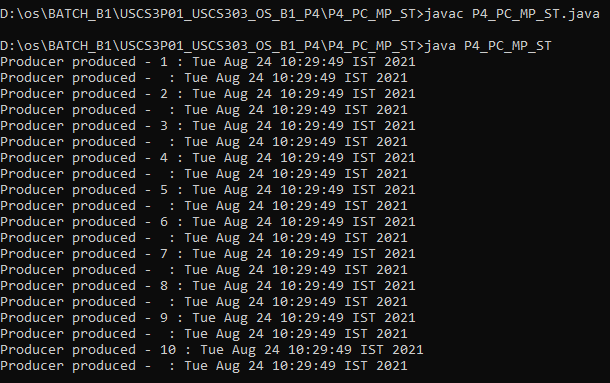 D:\os\BATCH_B1\USCS3P01_USCS303_OS_B1_P4\P4_PC_MP_ST>javac P4_PC_MP_ST.java
D:\os\BATCH_B1\USCS3P01_USCS303_OS_B1_P4\P4_PC_MP_ST>java P4_PC_MP_ST
Producer produced - 1 : Tue Aug 24 10:29:49 IST 2021
Producer produced -  : Tue Aug 24 10:29:49 IST 2021
Producer produced - 2 : Tue Aug 24 10:29:49 IST 2021
Producer produced -  : Tue Aug 24 10:29:49 IST 2021
Producer produced - 3 : Tue Aug 24 10:29:49 IST 2021
Producer produced -  : Tue Aug 24 10:29:49 IST 2021
Producer produced - 4 : Tue Aug 24 10:29:49 IST 2021
Producer produced -  : Tue Aug 24 10:29:49 IST 2021
Producer produced - 5 : Tue Aug 24 10:29:49 IST 2021
Producer produced -  : Tue Aug 24 10:29:49 IST 2021
Producer produced - 6 : Tue Aug 24 10:29:49 IST 2021
Producer produced -  : Tue Aug 24 10:29:49 IST 2021
Producer produced - 7 : Tue Aug 24 10:29:49 IST 2021
Producer produced -  : Tue Aug 24 10:29:49 IST 2021
Producer produced - 8 : Tue Aug 24 10:29:49 IST 2021
Producer produced -  : Tue Aug 24 10:29:49 IST 2021
Producer produced - 9 : Tue Aug 24 10:29:49 IST 2021
Producer produced -  : Tue Aug 24 10:29:49 IST 2021
Producer produced - 10 : Tue Aug 24 10:29:49 IST 2021
Producer produced -  : Tue Aug 24 10:29:49 IST 2021